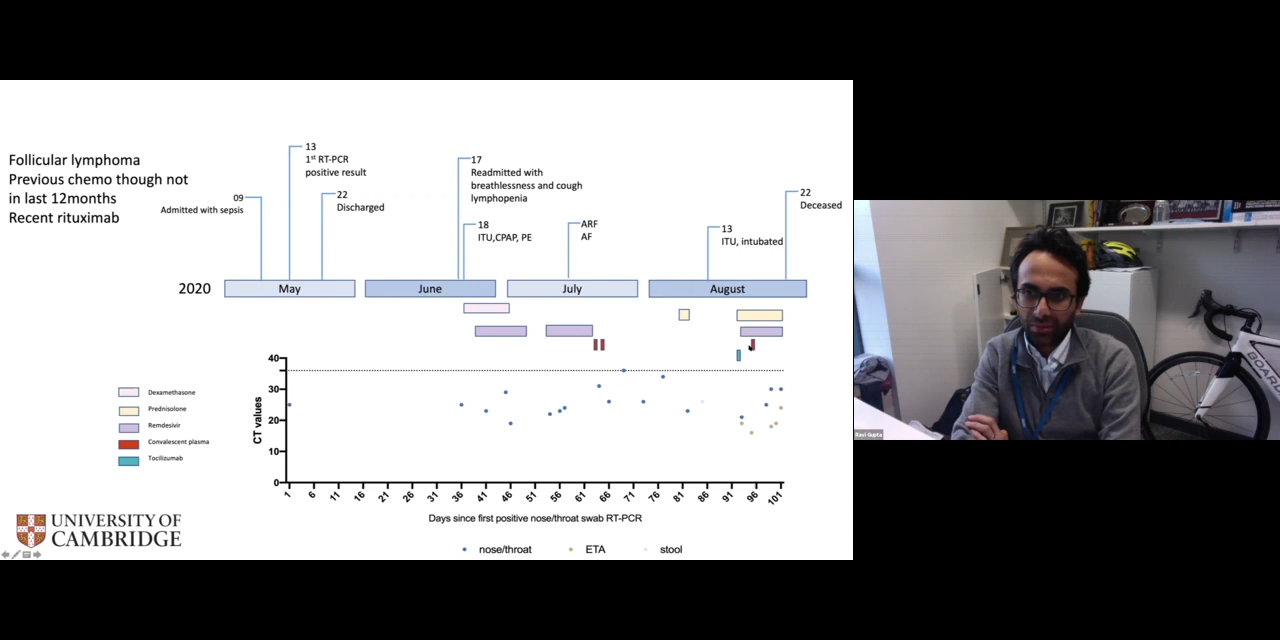 Follicular lymphoma
Previous chemo though not
in last 12months
Recent rituximab
09
Admitted with sepsis
13
1st RT-PCR
positive result
22
Discharged
17
Readmitted with
breathlessness and cough
lymphopenia
18
ITU,CPAP, PE
ARF
AF
13
ITU, intubated
22
Deceased
2020
May
June
July
August
Dexamethasone
Prednisolone
Remdesivir
Convalescent plasma
Tocilizumab
CT values
40
30
20
10
0
1 6 11 16 21 26 31 36 41 46 51 56 61 66 71 76 81 86 91 96 101
Days since first positive nose/throat swab RT-PCR
nose/throat ETA stool
UNIVERSITY OF
CAMBRIDGE
Ravi Gupta
BOARD